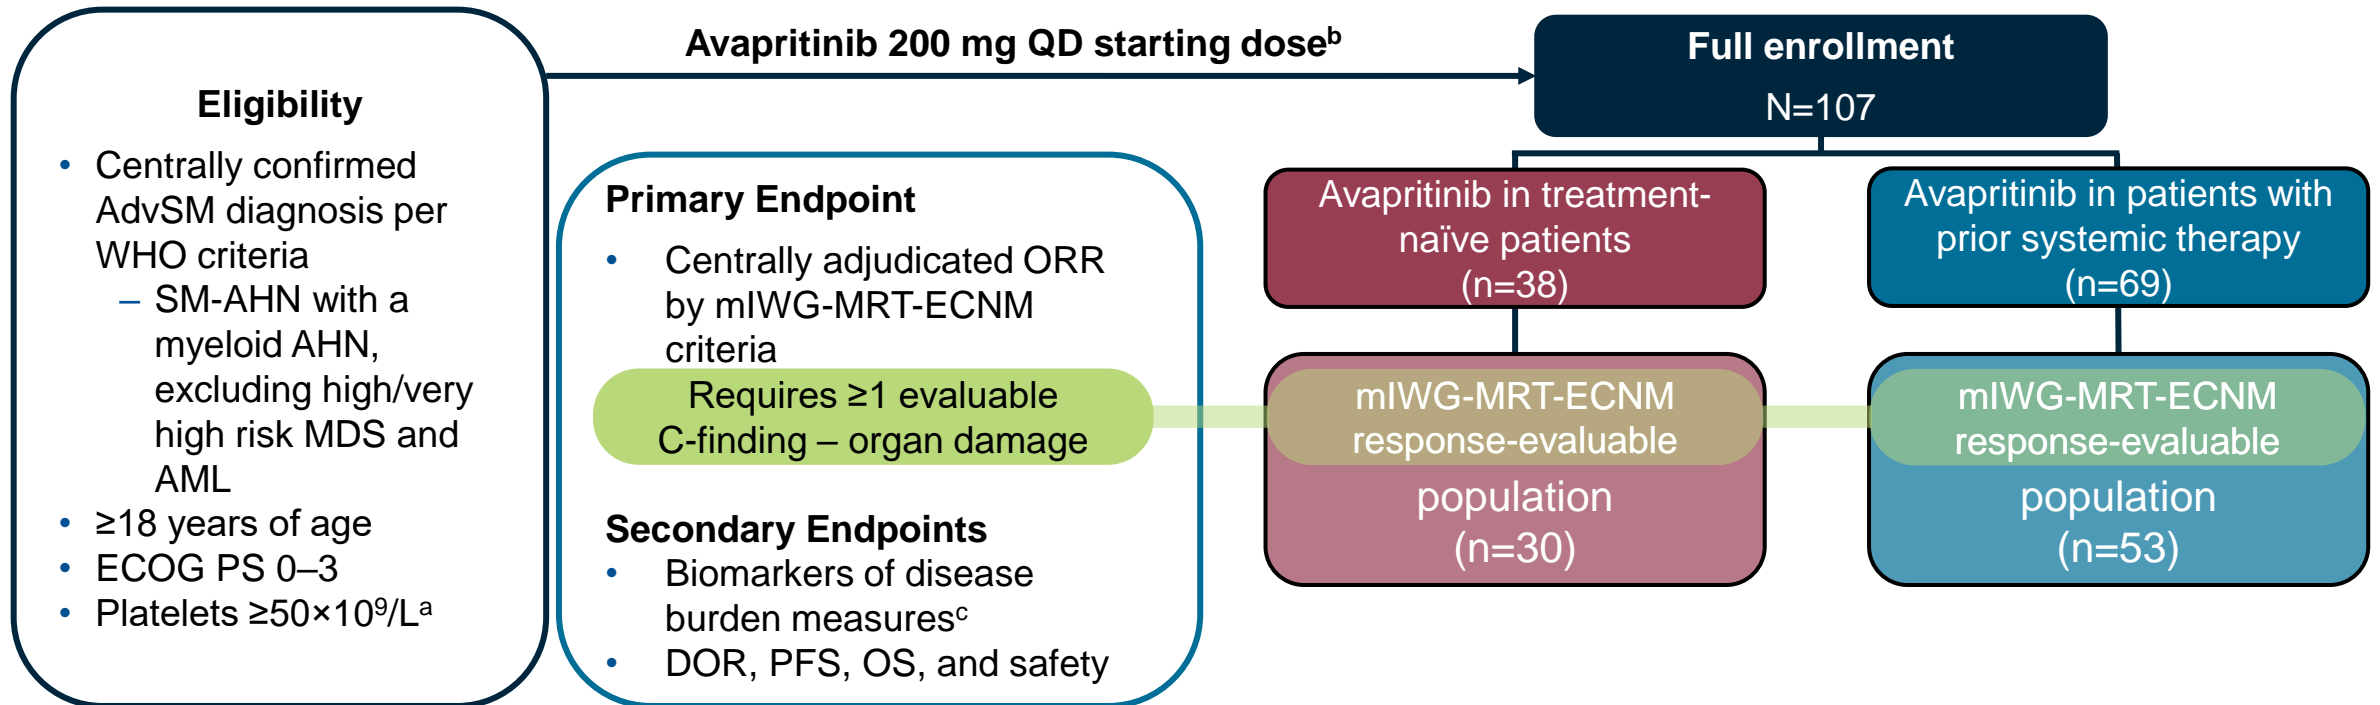 Eligibility
• Centrally confirmed
AdvSM diagnosis per
WHO criteria
– SM-AHN with a
myeloid AHN,
excluding high/very
high risk MDS and
AML
• ≥18 years of age
• ECOG PS 0–3
• Platelets ≥50×10⁹/Lᵃ
Avapritinib 200 mg QD starting doseᵇ
Primary Endpoint
• Centrally adjudicated ORR
by mIWG-MRT-ECNM
criteria
Requires ≥1 evaluable
C-finding – organ damage
Secondary Endpoints
• Biomarkers of disease
burden measuresᶜ
• DOR, PFS, OS, and safety
Full enrollment
N=107
Avapritinib in treatment-
naïve patients
(n=38)
mIWG-MRT-ECNM
response-evaluable
population
(n=30)
Avapritinib in patients with
prior systemic therapy
(n=69)
mIWG-MRT-ECNM
response-evaluable
population
(n=53)